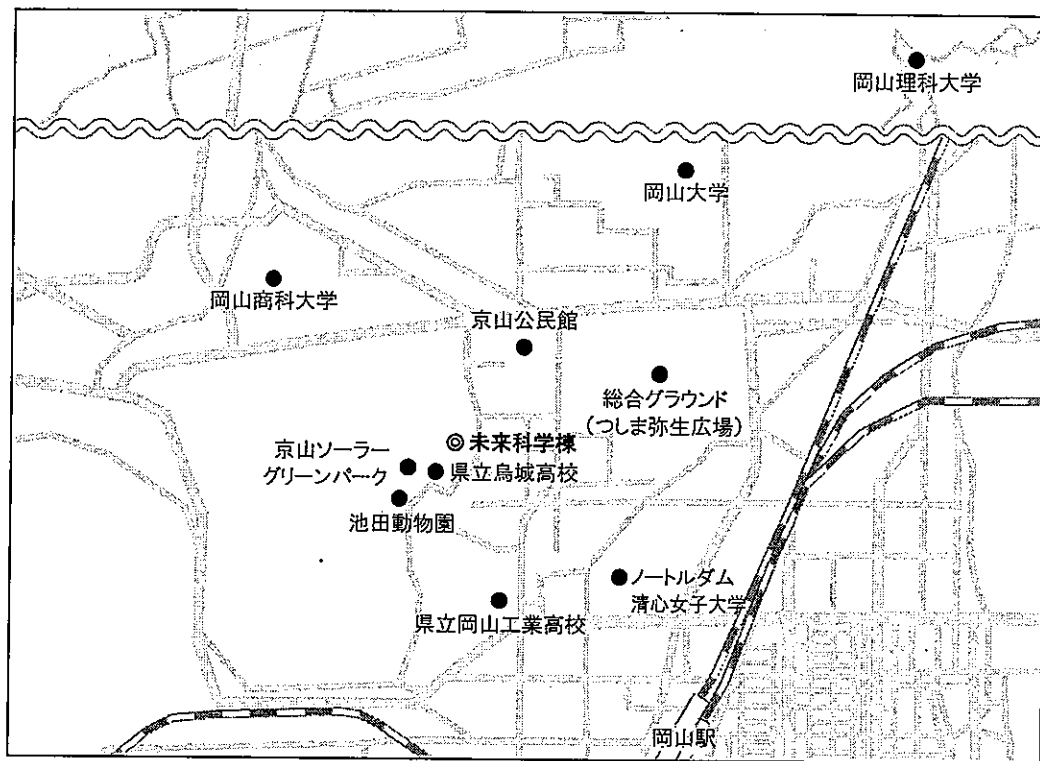 岡山理科大学
岡山大学
岡山商科大学
京山公民館
総合グラウンド
(つしま弥生広場)
◎未来科学棟
京山ソーラー
グリーンパーク
県立烏城高校
池田動物園
ノートルダム
清心女子大学
県立岡山工業高校
岡山駅